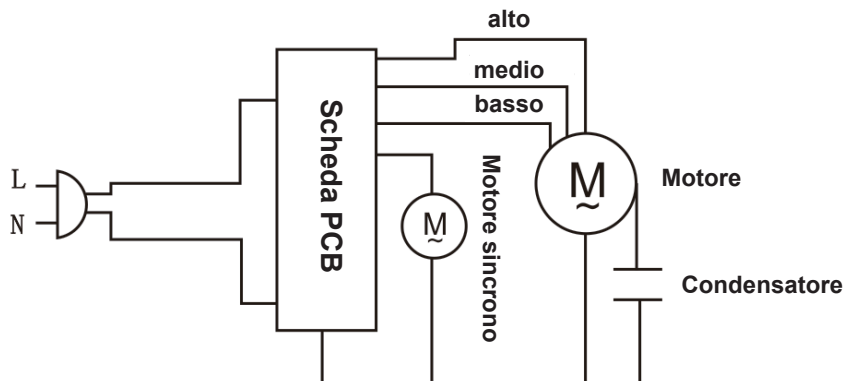 alto
medio
basso
Scheda PCB
Motore sincrono
L
N
M
~
M
~
Motore
Condensatore